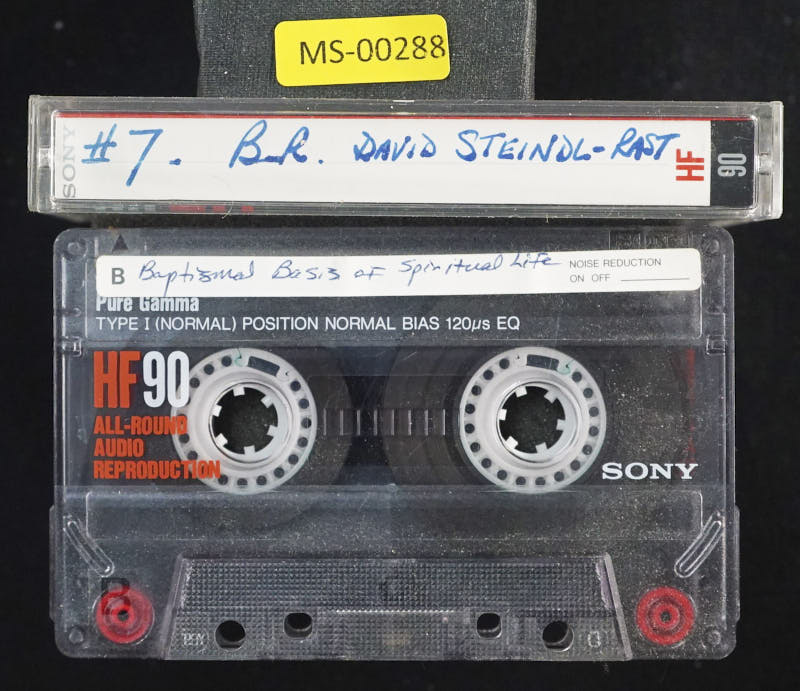 MS-00288
SONY
#7. BR. DAVID STEINDL-RAST
HF 90
B Baptismal Basis of Spiritual Life NOISE REDUCTION
ON OFF
Pure Gamma
TYPE I (NORMAL) POSITION NORMAL BIAS 120µs EQ
HF90
ALL-ROUND
AUDIO
REPRODUCTION
SONY
B